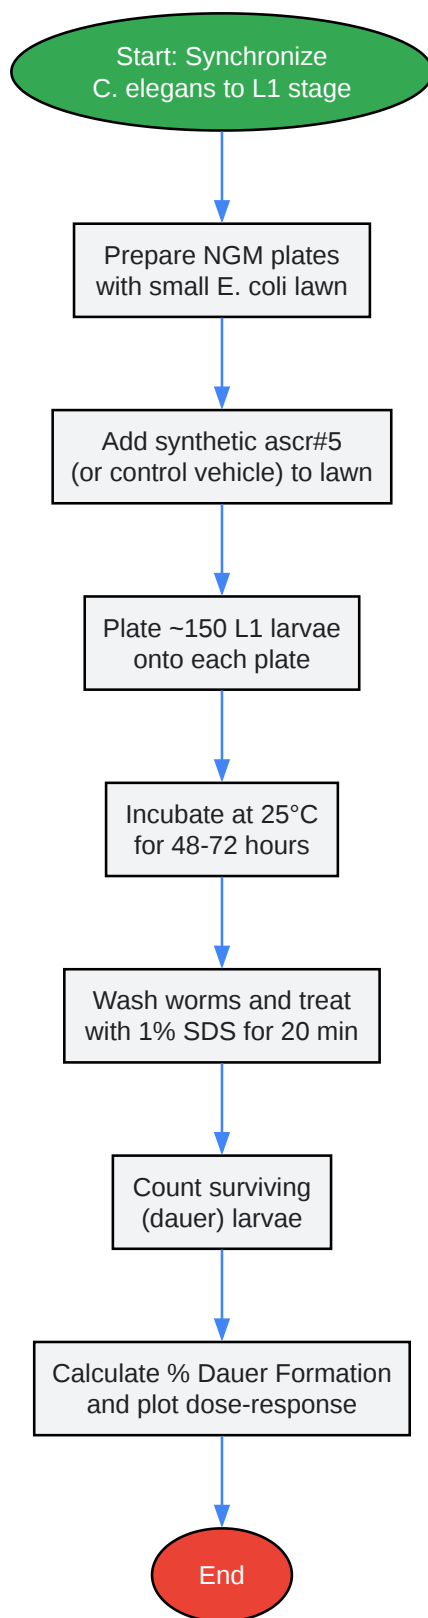 Start: Synchronize
C. elegans to L1 stage
Prepare NGM plates
with small E. coli lawn
Add synthetic ascr#5
(or control vehicle) to lawn
Plate ~150 L1 larvae
onto each plate
Incubate at 25°C
for 48-72 hours
Wash worms and treat
with 1% SDS for 20 min
Count surviving
(dauer) larvae
Calculate % Dauer Formation
and plot dose-response
End